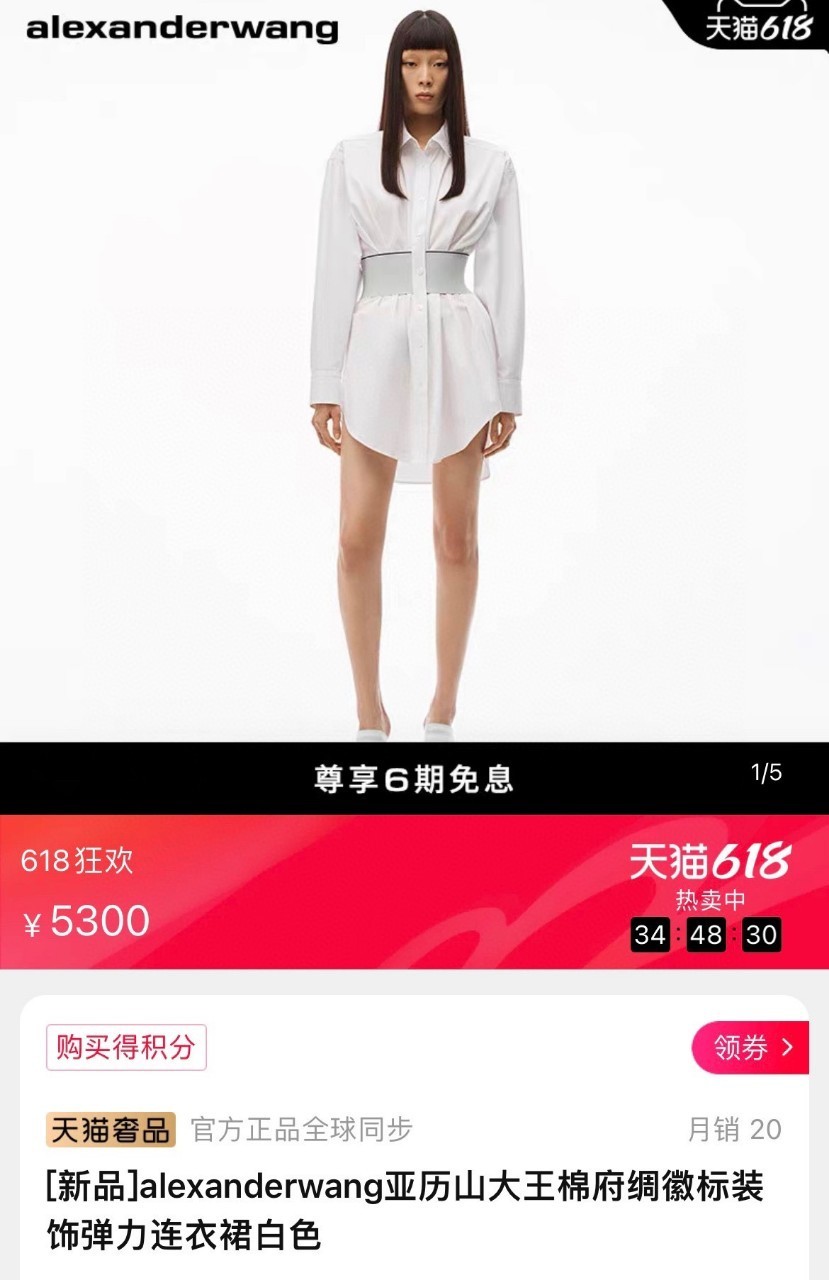 alexanderwang
天猫618
尊享6期免息
1/5
618狂欢
¥5300
天猫618
热卖中
34:48:30
购买得积分
领券 >
天猫奢品 官方正品全球同步
月销 20
[新品]alexanderwang亚历山大王棉府绸徽标装
饰弹力连衣裙白色